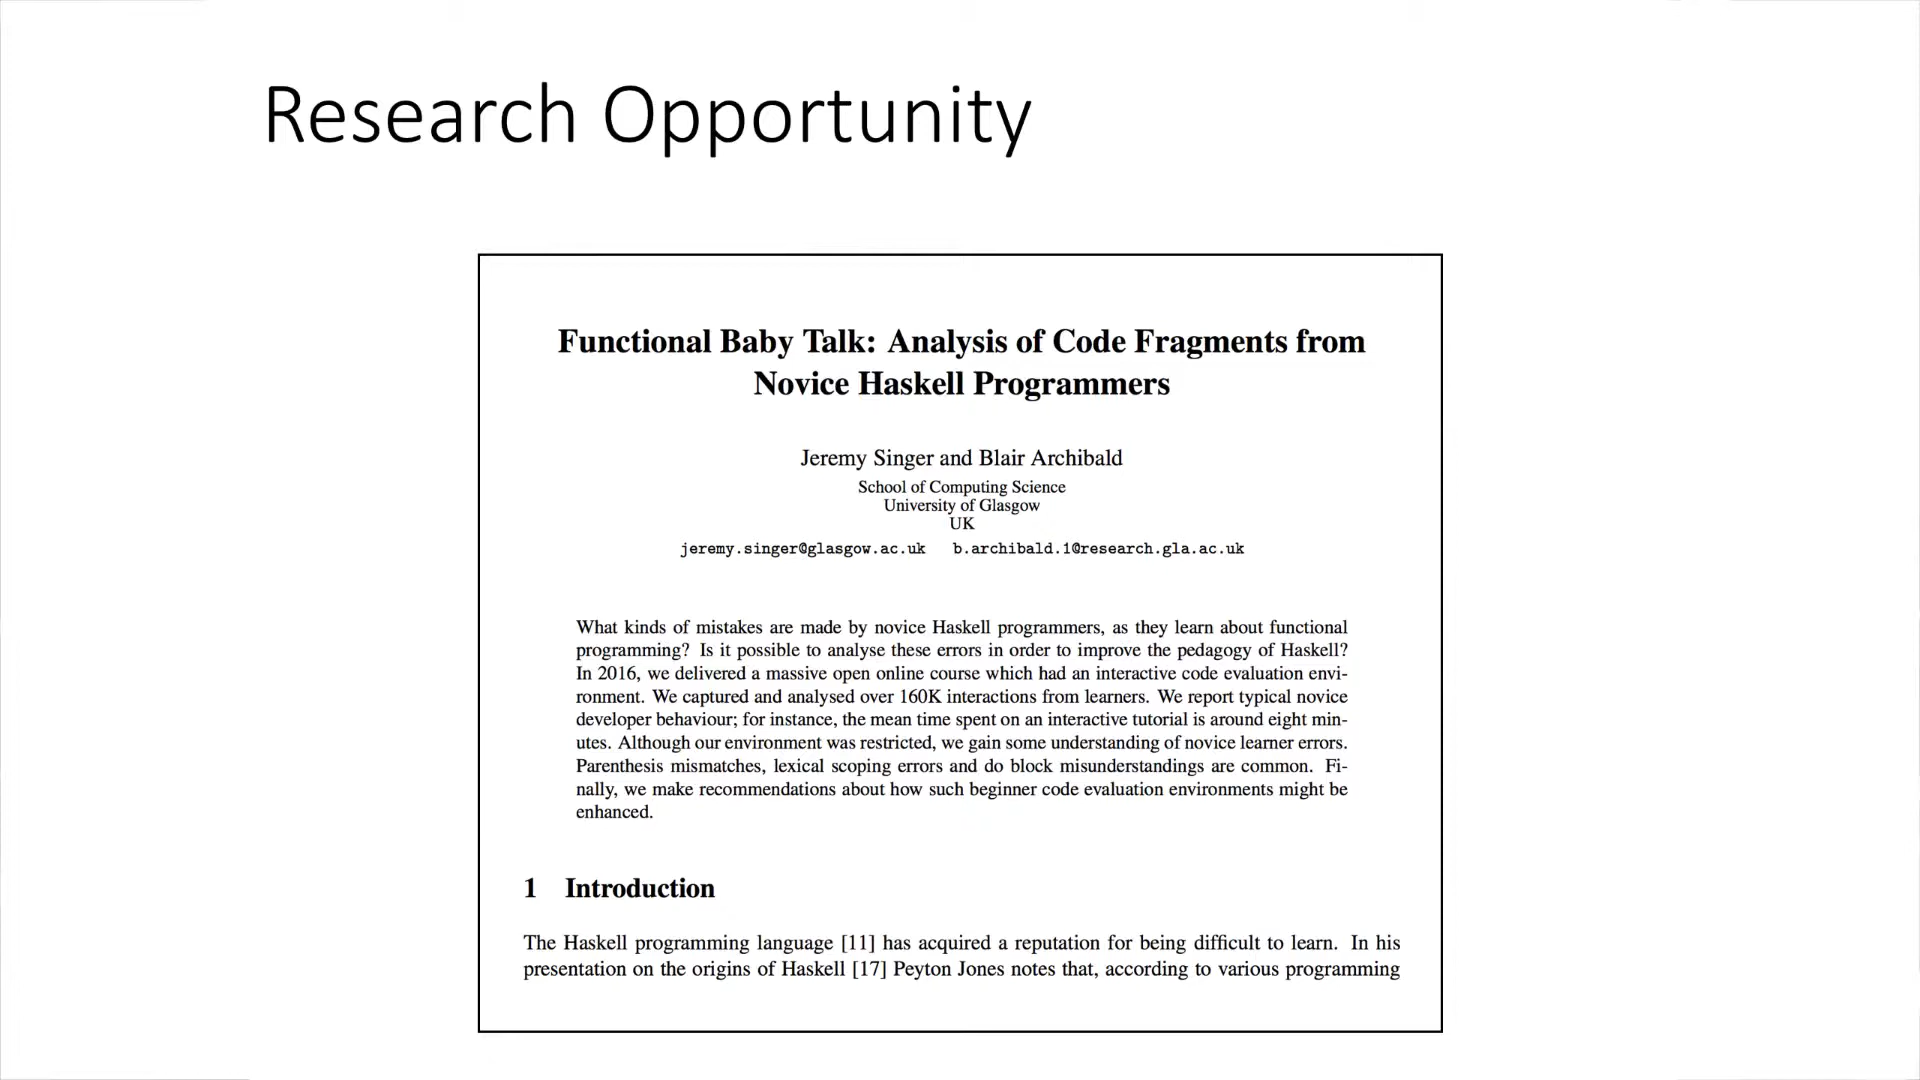 Research Opportunity
Functional Baby Talk: Analysis of Code Fragments from
Novice Haskell Programmers
Jeremy Singer and Blair Archibald
School of Computing Science
University of Glasgow
UK
jeremy.singer@glasgow.ac.uk b.archibald.1@research.gla.ac.uk
What kinds of mistakes are made by novice Haskell programmers, as they learn about functional
programming? Is it possible to analyse these errors in order to improve the pedagogy of Haskell?
In 2016, we delivered a massive open online course which had an interactive code evaluation envi-
ronment. We captured and analysed over 160K interactions from learners. We report typical novice
developer behaviour; for instance, the mean time spent on an interactive tutorial is around eight min-
utes. Although our environment was restricted, we gain some understanding of novice learner errors.
Parenthesis mismatches, lexical scoping errors and do block misunderstandings are common. Fi-
nally, we make recommendations about how such beginner code evaluation environments might be
enhanced.
1 Introduction
The Haskell programming language [11] has acquired a reputation for being difficult to learn. In his
presentation on the origins of Haskell [17] Peyton Jones notes that, according to various programming